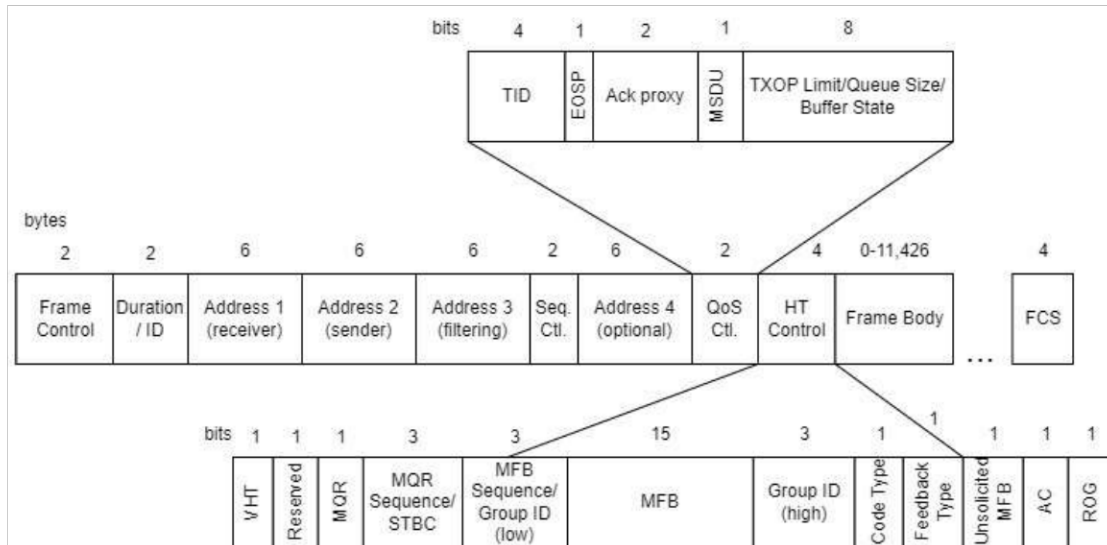 bits 4 1 2 1 8
TID
EOSP
Ack proxy
MSDU
TXOP Limit/Queue Size/
Buffer State
bytes
2 2 6 6 6 2 6 2 4 0-11,426 4
Frame
Control
Duration
/ ID
Address 1
(receiver)
Address 2
(sender)
Address 3
(filtering)
Seq.
Ctl.
Address 4
(optional)
QoS
Ctl.
HT
Control
Frame Body
...
FCS
bits 1 1 1 3 3 15 3 1 1 1 1 1
VHT
Reserved
MQR
MQR
Sequence/
STBC
MFB
Sequence/
Group ID
(low)
MFB
Group ID
(high)
Code Type
Feedback
Type
Unsolicited
MFB
AC
ROG